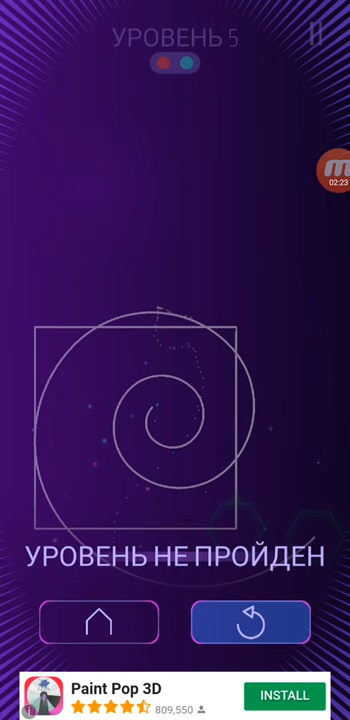 УРОВЕНЬ 5
02:23
УРОВЕНЬ НЕ ПРОЙДЕН
Paint Pop 3D
809,550
INSTALL